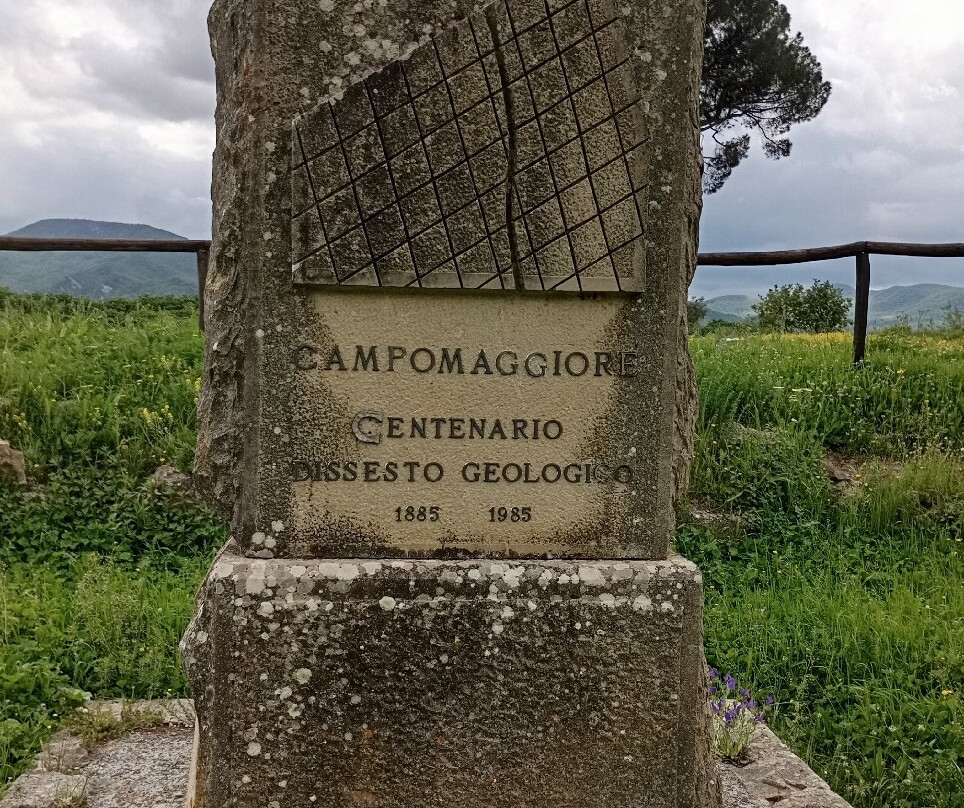 CAMPOMAGGIORE
CENTENARIO
DISSESTO GEOLOGICO
1885 1985